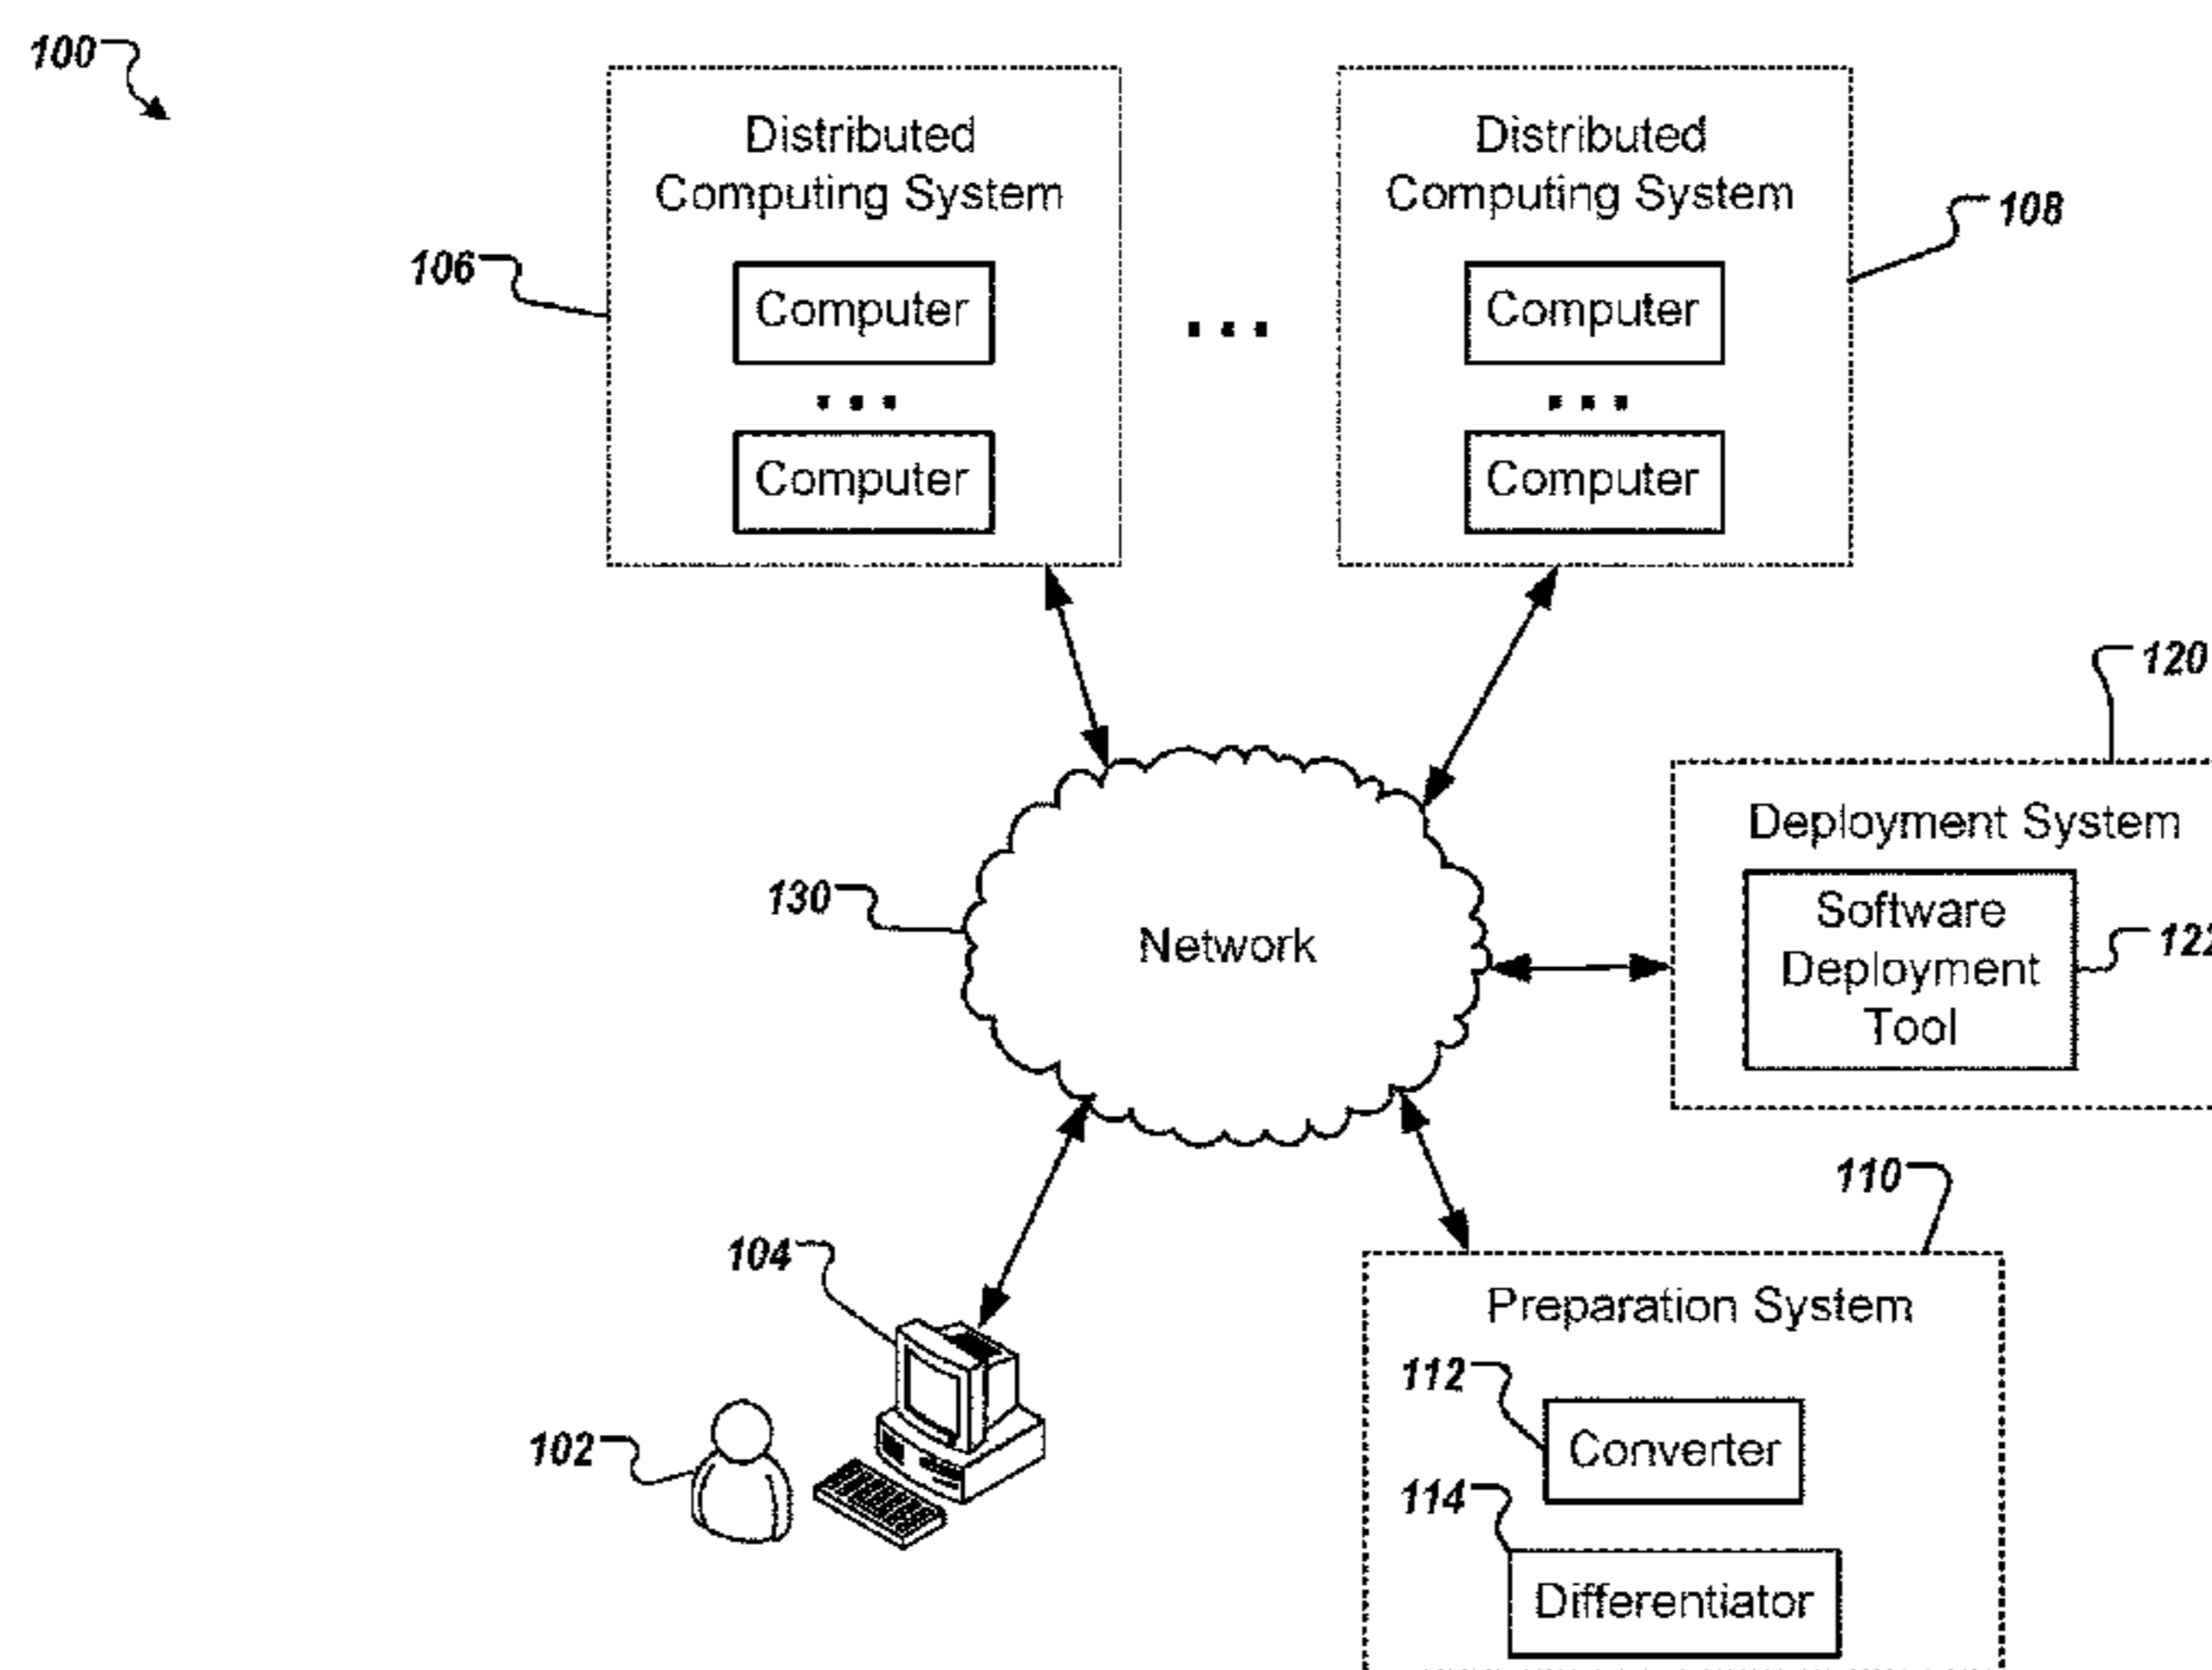 100
Distributed
Computing System
106
Computer
...
Computer
...
Distributed
Computing System
108
Computer
...
Computer
120
Deployment System
Software
Deployment
Tool
122
130
Network
110
Preparation System
112
Converter
114
Differentiator
104
102